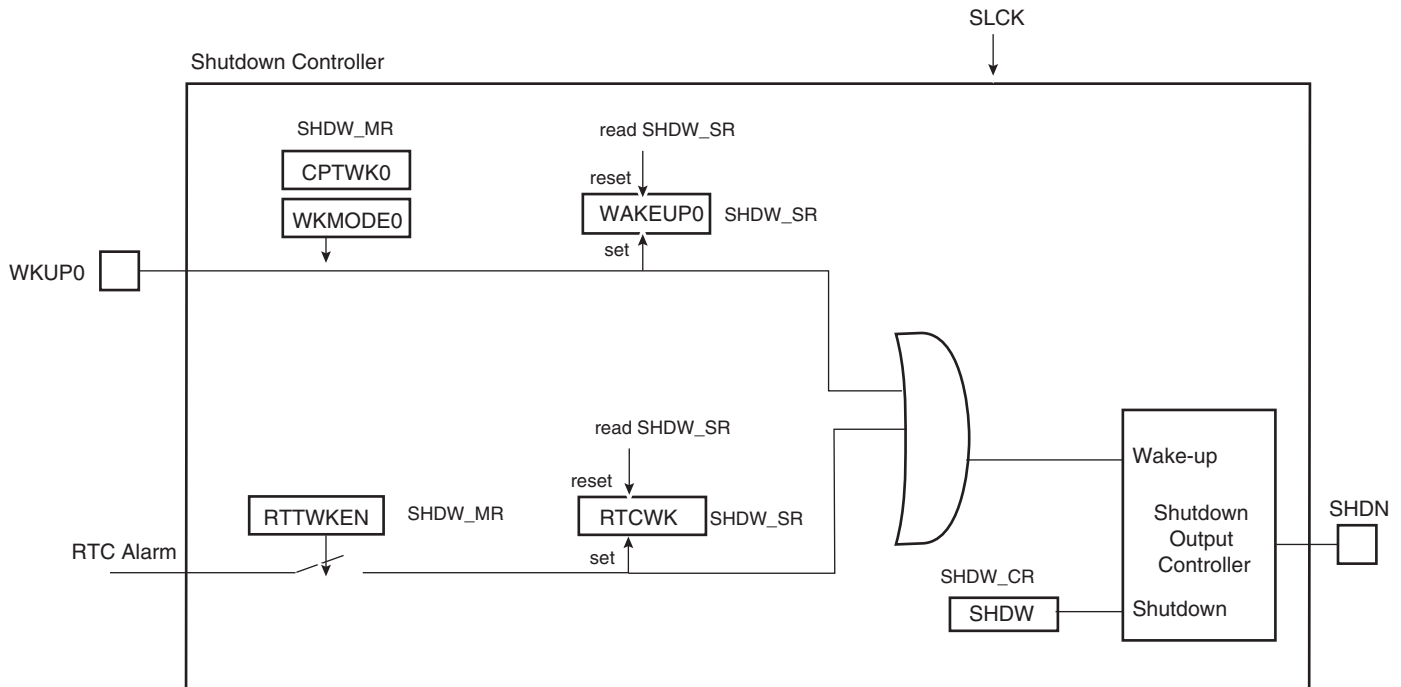 SLCK
Shutdown Controller
SHDW_MR
CPTWK0
WKMODE0
read SHDW_SR
reset
WAKEUP0
SHDW_SR
set
WKUP0
read SHDW_SR
reset
RTTWKEN
SHDW_MR
RTCWK
SHDW_SR
set
RTC Alarm
Wake-up
Shutdown
Output
Controller
SHDN
SHDW_CR
SHDW
Shutdown